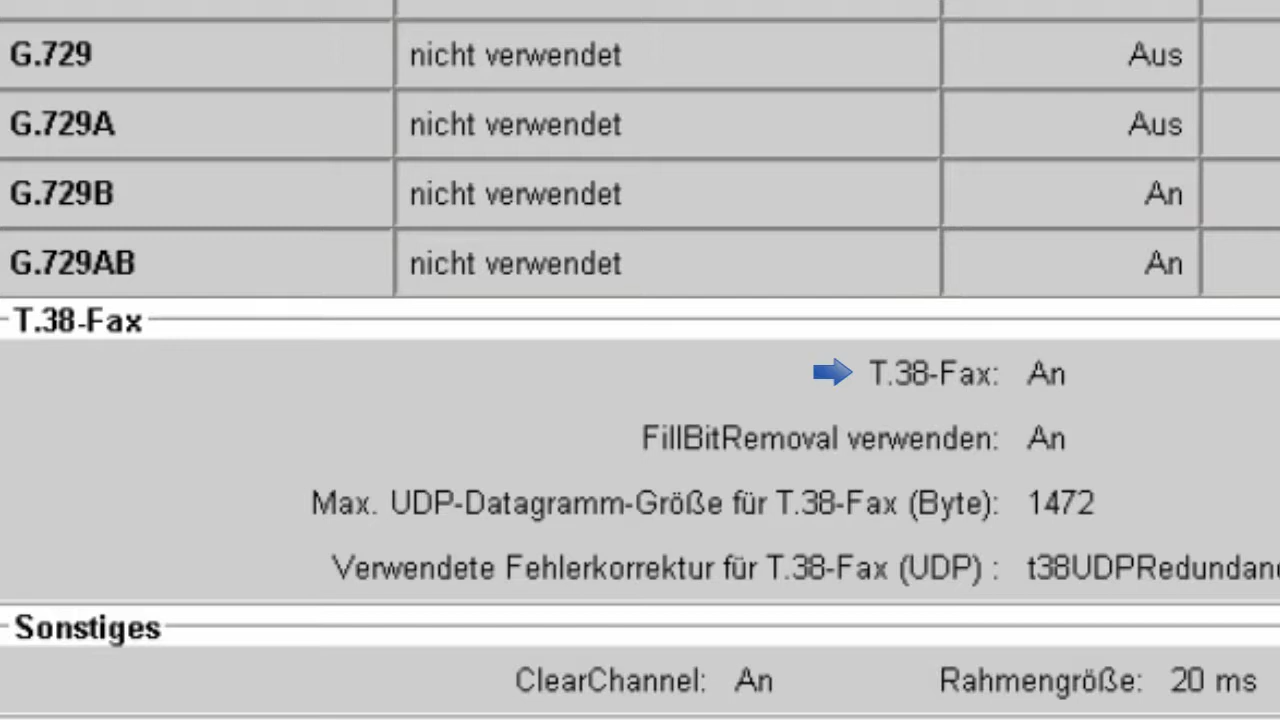 G.729 nicht verwendet Aus
G.729A nicht verwendet Aus
G.729B nicht verwendet An
G.729AB nicht verwendet An
T.38-Fax
T.38-Fax: An
FillBitRemoval verwenden: An
Max. UDP-Datagramm-Größe für T.38-Fax (Byte): 1472
Verwendete Fehlerkorrektur für T.38-Fax (UDP) :
Sonstiges
ClearChannel: An Rahmengröße: 20 ms